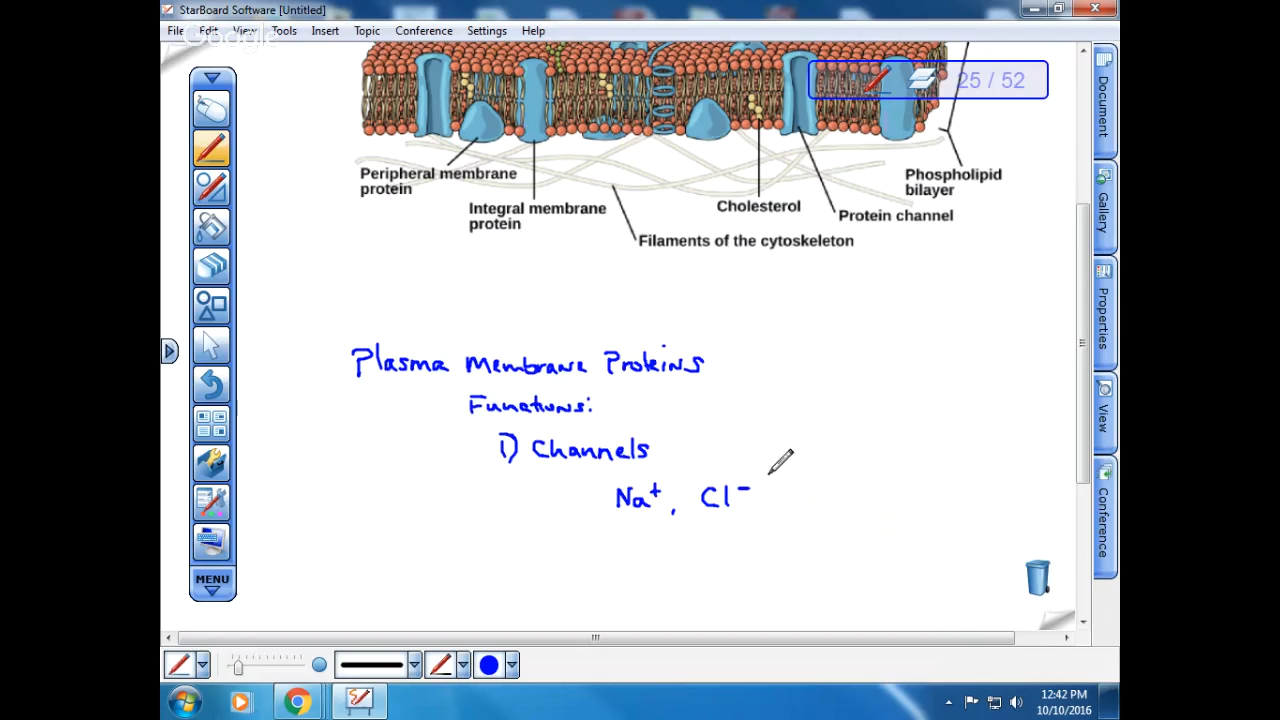 StarBoard Software [Untitled]
File Edit View Tools Insert Topic Conference Settings Help
Google
25 / 52
Peripheral membrane
protein
Integral membrane
protein
Cholesterol
Phospholipid
bilayer
Protein channel
Filaments of the cytoskeleton
Plasma Membrane Proteins
Functions:
1) Channels
Na⁺, Cl⁻
MENU
Document
Gallery
Properties
View
Conference
12:42 PM
10/10/2016